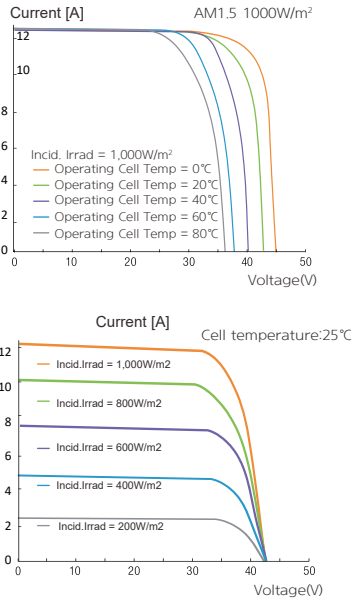 Current [A]
AM1.5 1000W/m²
12
10
8
6
4
2
0
Incid. Irrad = 1,000W/m²
Operating Cell Temp = 0℃
Operating Cell Temp = 20℃
Operating Cell Temp = 40℃
Operating Cell Temp = 60℃
Operating Cell Temp = 80℃
0 10 20 30 40 50
Voltage(V)
Current [A]
Cell temperature:25℃
12
10
8
6
4
2
0
Incid.Irrad = 1,000W/m2
Incid.Irrad = 800W/m2
Incid.Irrad = 600W/m2
Incid.Irrad = 400W/m2
Incid.Irrad = 200W/m2
0 10 20 30 40 50
Voltage(V)